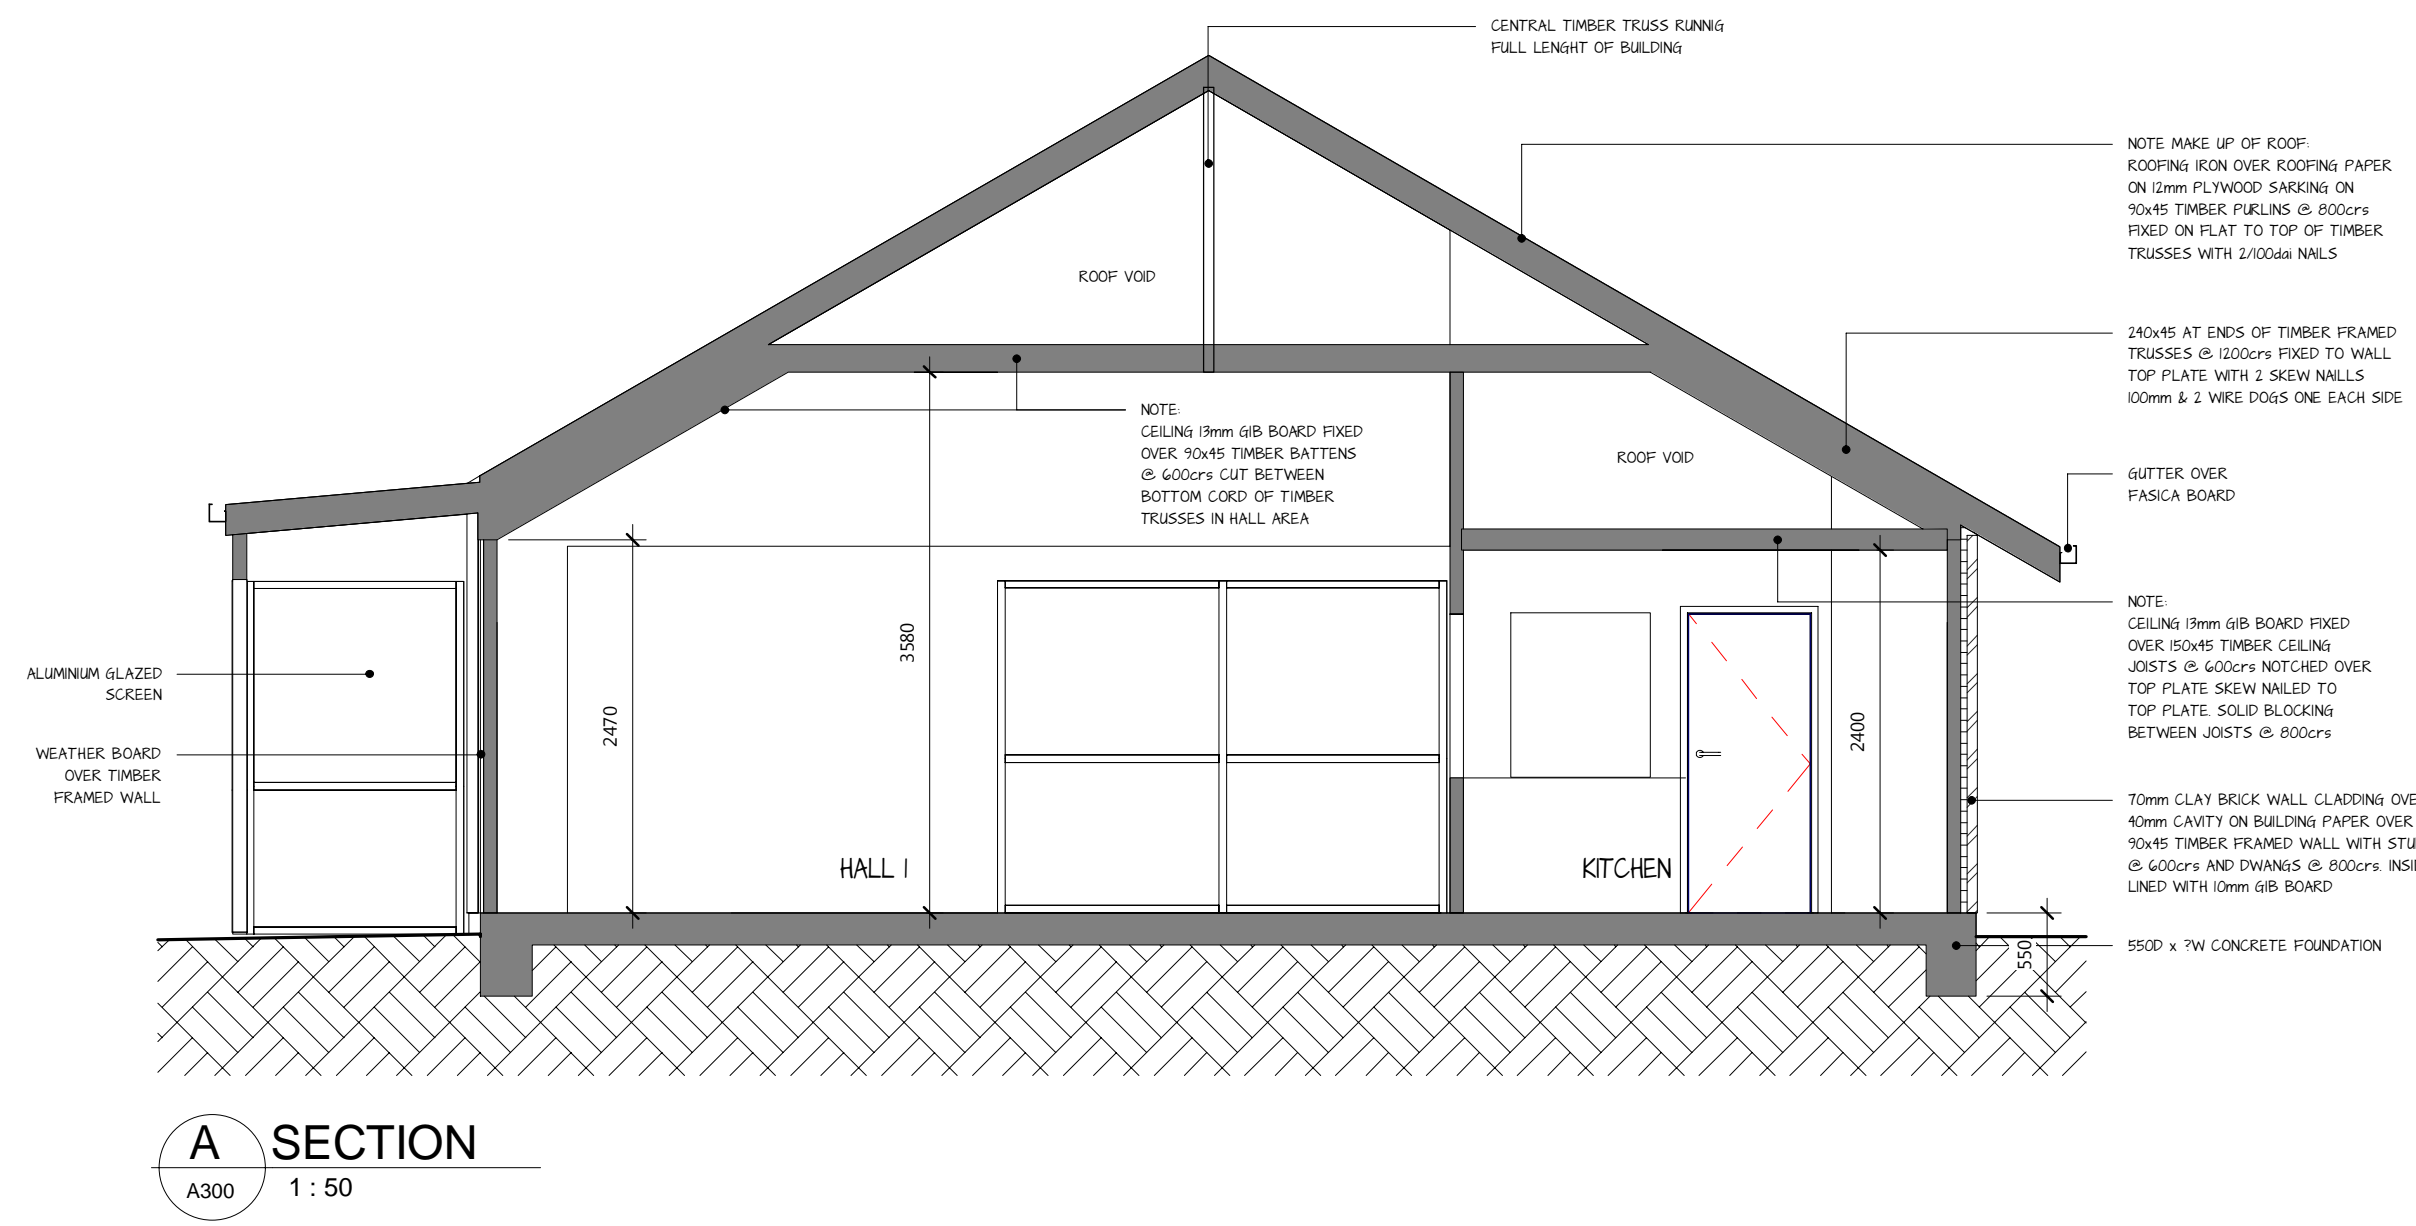 CENTRAL TIMBER TRUSS RUNNIG
FULL LENGHT OF BUILDING
NOTE MAKE UP OF ROOF:
ROOFING IRON OVER ROOFING PAPER
ON 12mm PLYWOOD SARKING ON
90x45 TIMBER PURLINS @ 800crs
FIXED ON FLAT TO TOP OF TIMBER
TRUSSES WITH 2/100dai NAILS
ROOF VOID
240x45 AT ENDS OF TIMBER FRAMED
TRUSSES @ 1200crs FIXED TO WALL
TOP PLATE WITH 2 SKEW NAILLS
100mm & 2 WIRE DOGS ONE EACH SIDE
NOTE:
CEILING 13mm GIB BOARD FIXED
OVER 90x45 TIMBER BATTENS
@ 600crs CUT BETWEEN
BOTTOM CORD OF TIMBER
TRUSSES IN HALL AREA
ROOF VOID
GUTTER OVER
FASICA BOARD
NOTE:
CEILING 13mm GIB BOARD FIXED
OVER 150x45 TIMBER CEILING
JOISTS @ 600crs NOTCHED OVER
TOP PLATE SKEW NAILED TO
TOP PLATE. SOLID BLOCKING
BETWEEN JOISTS @ 800crs
ALUMINIUM GLAZED
SCREEN
WEATHER BOARD
OVER TIMBER
FRAMED WALL
2470
3580
2400
HALL 1
KITCHEN
70mm CLAY BRICK WALL CLADDING
40mm CAVITY ON BUILDING PAPER OVER
90x45 TIMBER FRAMED WALL WITH
@ 600crs AND DWANGS @ 800crs.
LINED WITH 10mm GIB BOARD
550
550D x ?W CONCRETE FOUNDATION
A SECTION
A300 1 : 50